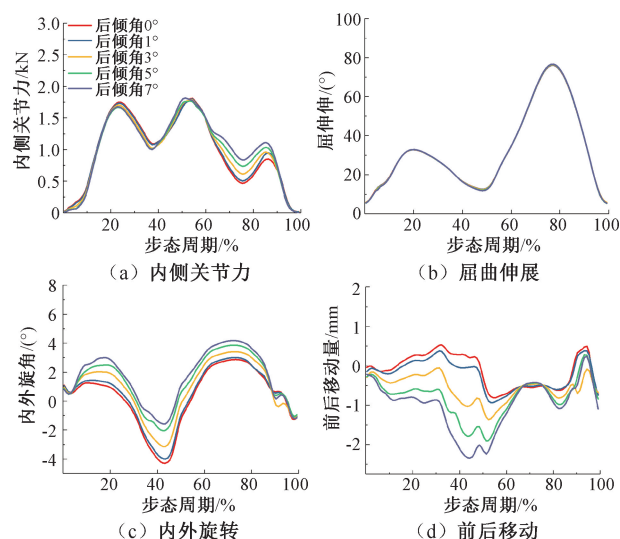 内侧关节力/kN
3.0
2.5
2.0
1.5
1.0
0.5
0.0
后倾角0°
后倾角1°
后倾角3°
后倾角5°
后倾角7°
20 40 60 80 100
步态周期/%
(a) 内侧关节力
屈伸伸/(°)
80
60
40
20
0
20 40 60 80 100
步态周期/%
(b) 屈曲伸展
内外旋角/(°)
8
6
4
2
0
-2
-4
20 40 60 80 100
步态周期/%
(c) 内外旋转
前后移动量/mm
2
1
0
-1
-2
20 40 60 80 100
步态周期/%
(d) 前后移动